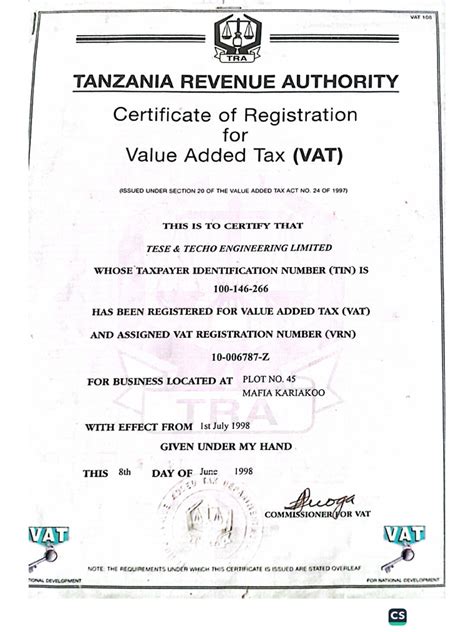 VAT 106
TRA
TANZANIA REVENUE AUTHORITY
Certificate of Registration
for
Value Added Tax (VAT)
(ISSUED UNDER SECTION 20 OF THE VALUE ADDED TAX ACT NO. 24 OF 1997)
THIS IS TO CERTIFY THAT
TESE & TECHO ENGINEERING LIMITED
WHOSE TAXPAYER IDENTIFICATION NUMBER (TIN) IS
100-146-266
HAS BEEN REGISTERED FOR VALUE ADDED TAX (VAT)
AND ASSIGNED VAT REGISTRATION NUMBER (VRN)
10-006787-Z
FOR BUSINESS LOCATED AT PLOT NO. 45
MAFIA KARIAKOO
TRA
WITH EFFECT FROM 1st July 1998
GIVEN UNDER MY HAND
THIS 8th DAY OF June 1998
ADDED TAX
COMMISSIONER FOR VAT
VAT
VAT
NOTE: THE REQUIREMENTS UNDER WHICH THIS CERTIFICATE IS ISSUED ARE STATED OVERLEAF
TIONAL DEVELOPMENT
FOR NATIONAL DEVELOPMENT
CS